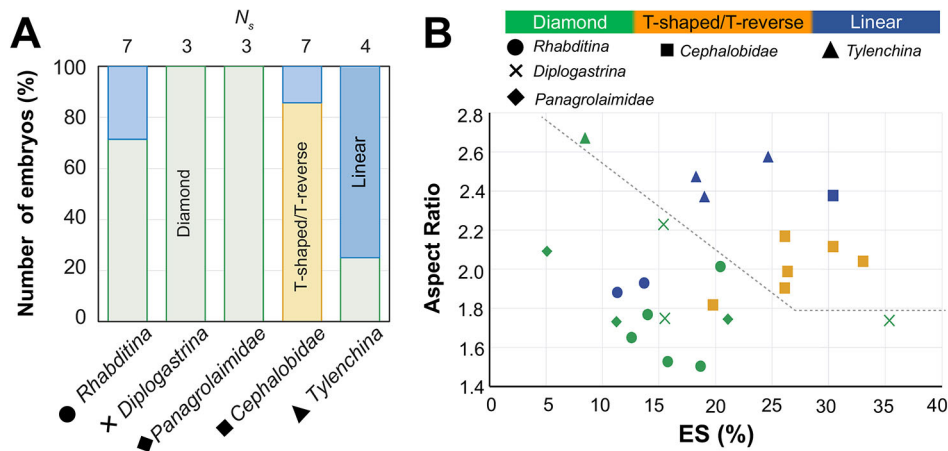 A
N_s
7 3 3 7 4
Number of embryos (%)
100
80
60
40
20
0
Diamond
T-shaped/T-reverse
Linear
Rhabditina
Diplogastrina
Panagrolaimidae
Cephalobidae
Tylenchina
B
Diamond T-shaped/T-reverse Linear
Rhabditina Cephalobidae Tylenchina
Diplogastrina
Panagrolaimidae
Aspect Ratio
2.8
2.6
2.4
2.2
2.0
1.8
1.6
1.4
0 5 10 15 20 25 30 35 40
ES (%)